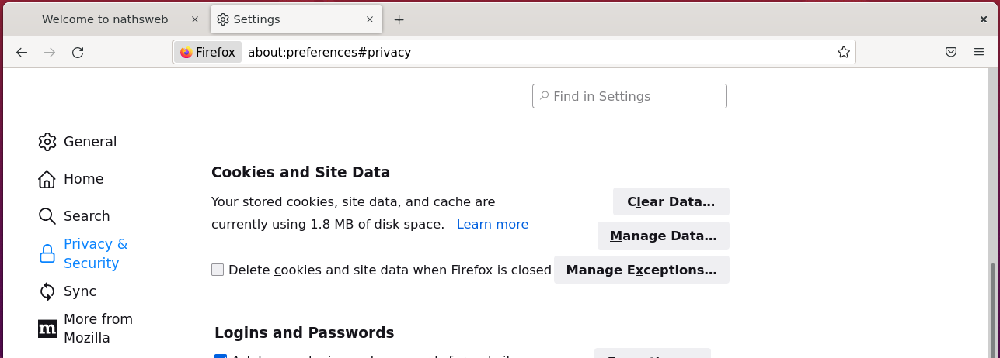 Welcome to nathsweb
Settings
Firefox about:preferences#privacy
Find in Settings
General
Home
Search
Privacy &
Security
Sync
More from
Mozilla
Cookies and Site Data
Your stored cookies, site data, and cache are
currently using 1.8 MB of disk space. Learn more
Clear Data…
Manage Data…
Delete cookies and site data when Firefox is closed
Manage Exceptions…
Logins and Passwords